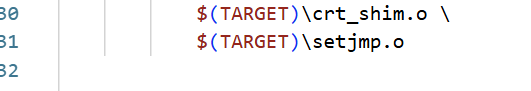 30 $(TARGET)\crt_shim.o \
31 $(TARGET)\setjmp.o
32